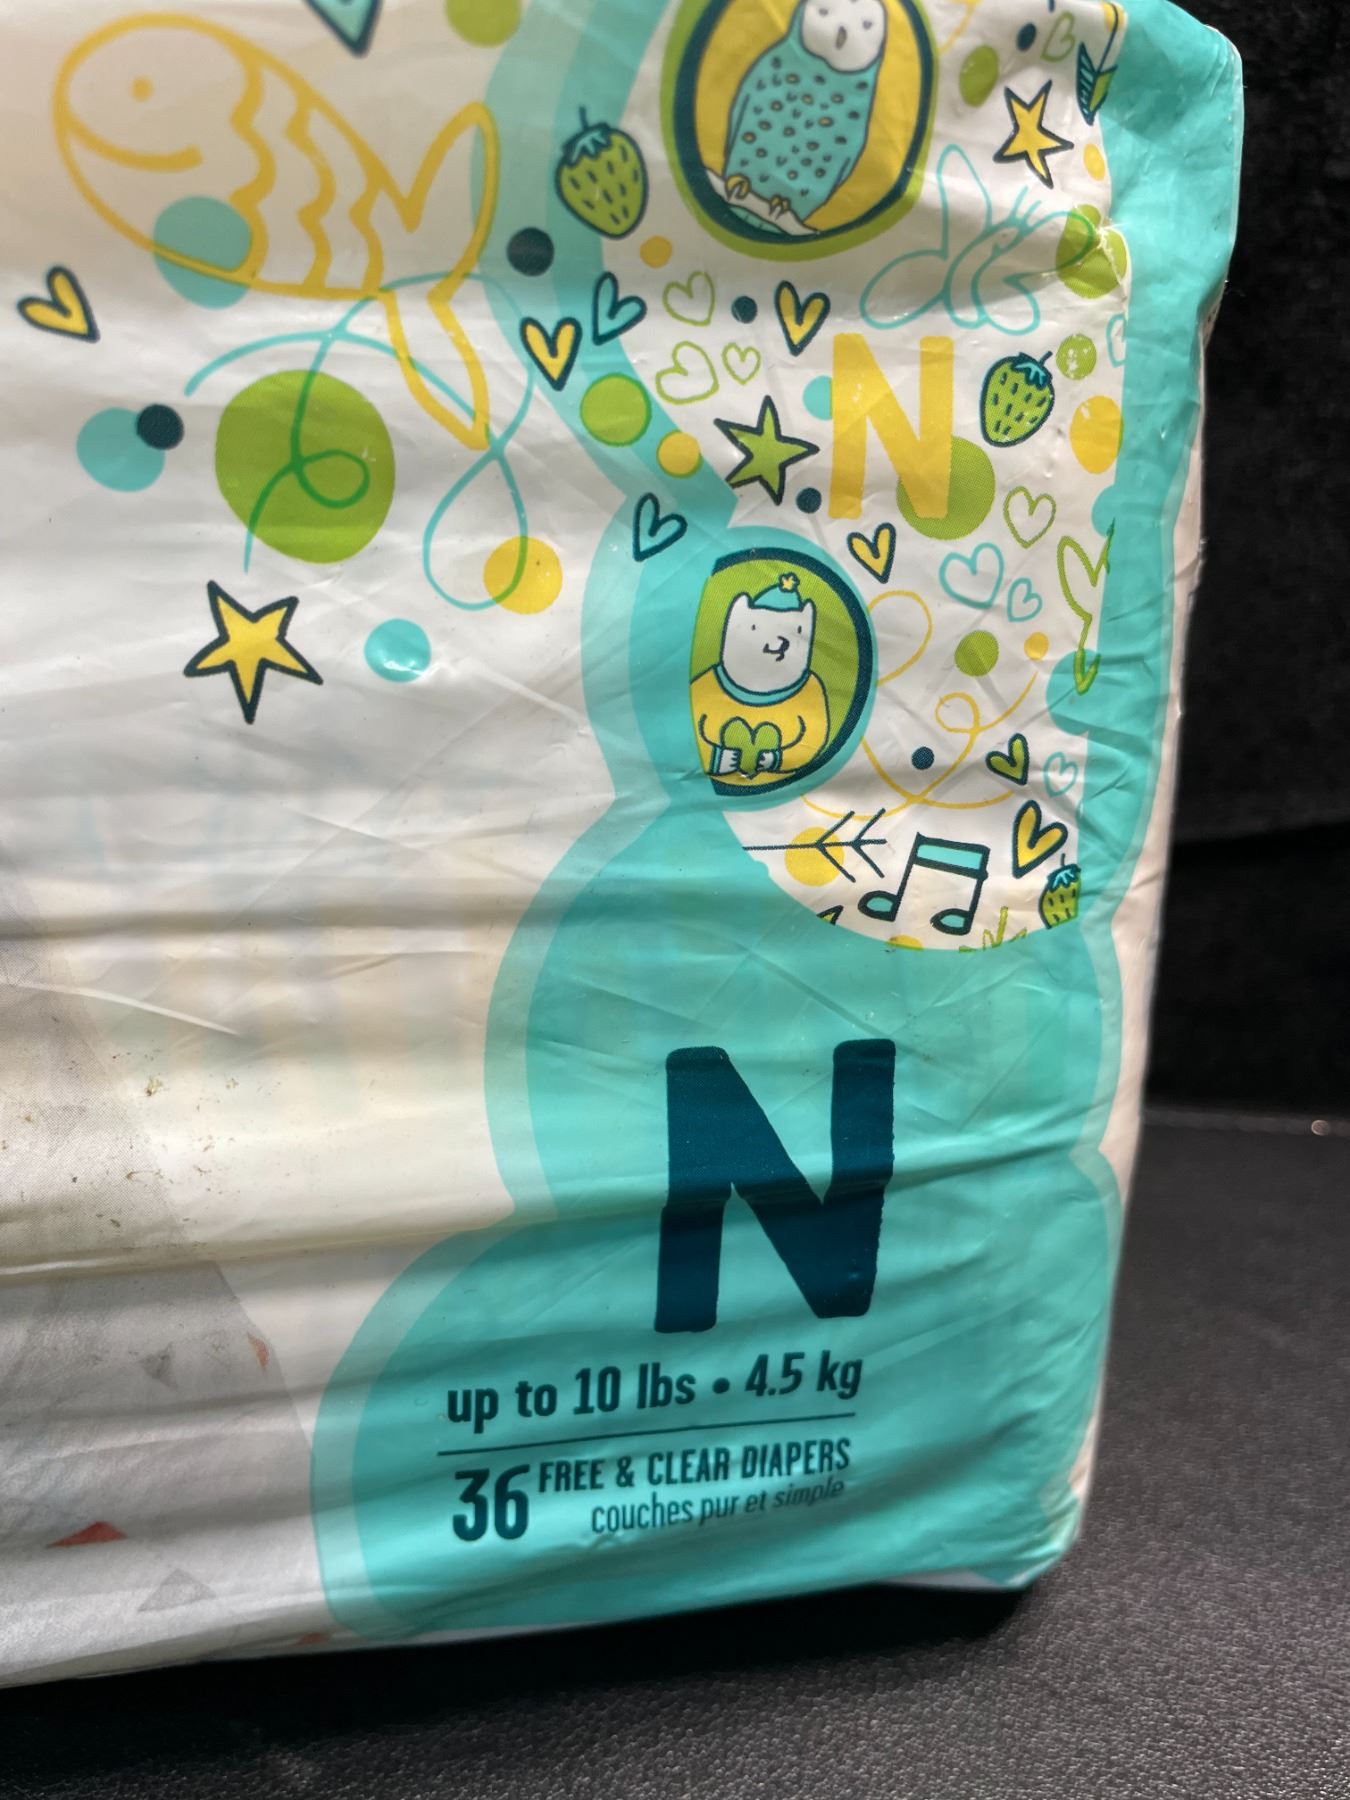 N
N
up to 10 lbs • 4.5 kg
36 FREE & CLEAR DIAPERS
couches pur et simple